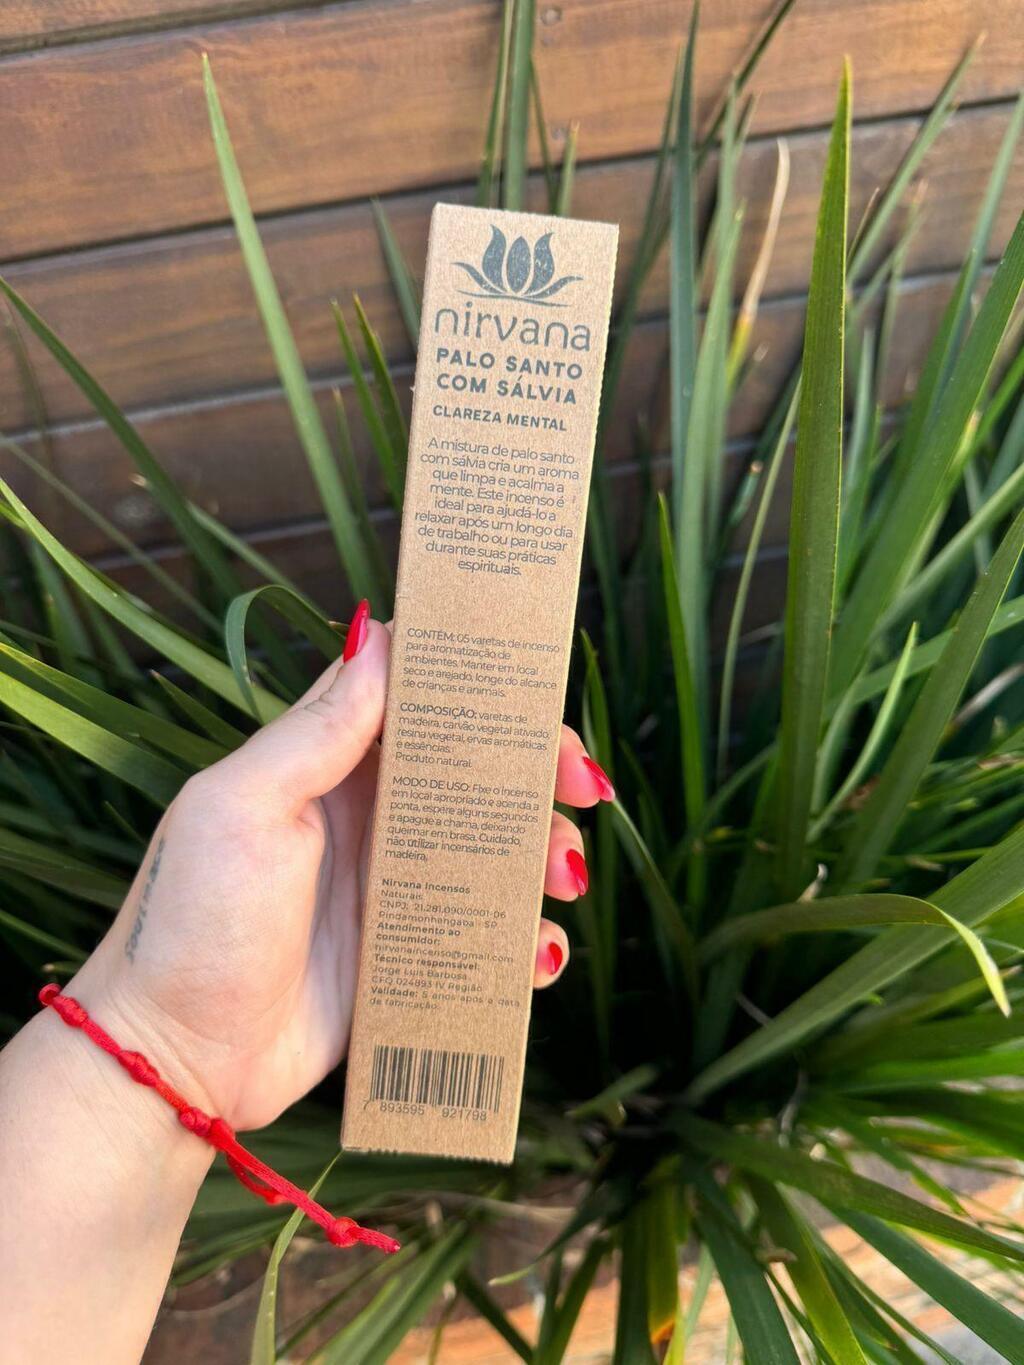 nirvana
PALO SANTO
COM SÁLVIA
CLAREZA MENTAL
A mistura de palo santo
com sálvia cria um aroma
que limpa e acalma a
mente. Este incenso é
ideal para ajudá-lo a
relaxar após um longo dia
de trabalho ou para usar
durante suas práticas
espirituais.
CONTÉM: 05 varetas de incenso
para aromatização de
ambientes. Manter em local
seco e arejado, longe do alcance
de crianças e animais.
COMPOSIÇÃO: varetas de
madeira, carvão vegetal ativado,
resina vegetal, ervas aromáticas
e essências.
Produto natural.
MODO DE USO: Fixe o incenso
em local apropriado e acenda a
ponta, espere alguns segundos
e apague a chama, deixando
queimar em brasa. Cuidado,
não utilizar incensários de
madeira.
Nirvana Incensos
Naturais
CNPJ: 21.281.090/0001-06
Pindamonhangaba - SP
Atendimento ao
consumidor:
nirvanaincenso@gmail.com
Técnico responsável:
Jorge Luis Barbosa
CFQ 024893 IV Região
Validade: 5 anos após a data
de fabricação.
7 893595 921798